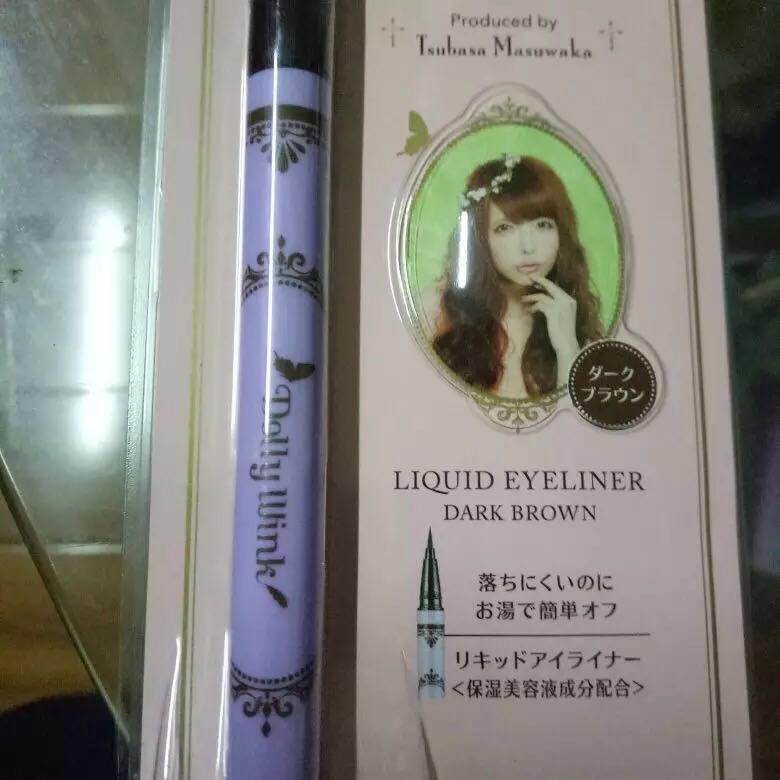 Produced by
Tsubasa Masuwaka
ダーク
ブラウン
Dolly Wink
LIQUID EYELINER
DARK BROWN
落ちにくいのに
お湯で簡単オフ
リキッドアイライナー
<保湿美容液成分配合>